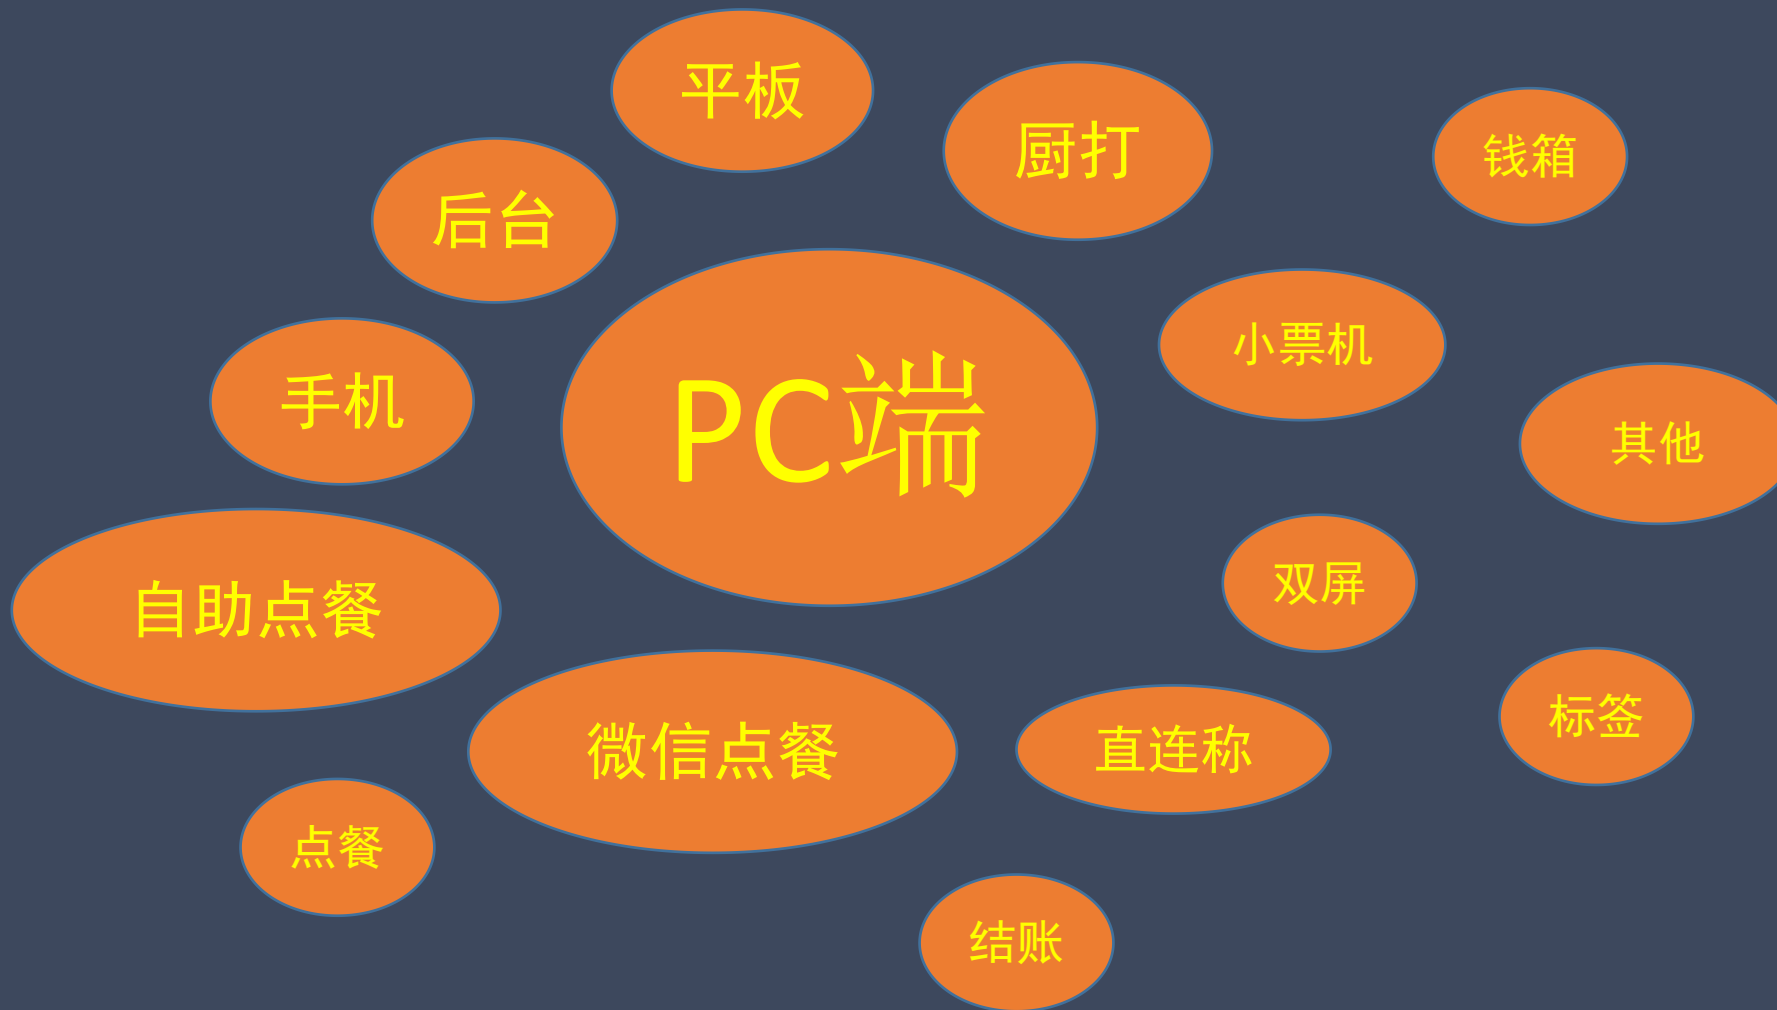 平板
厨打
钱箱
后台
小票机
手机
PC端
其他
双屏
自助点餐
标签
微信点餐
直连称
点餐
结账